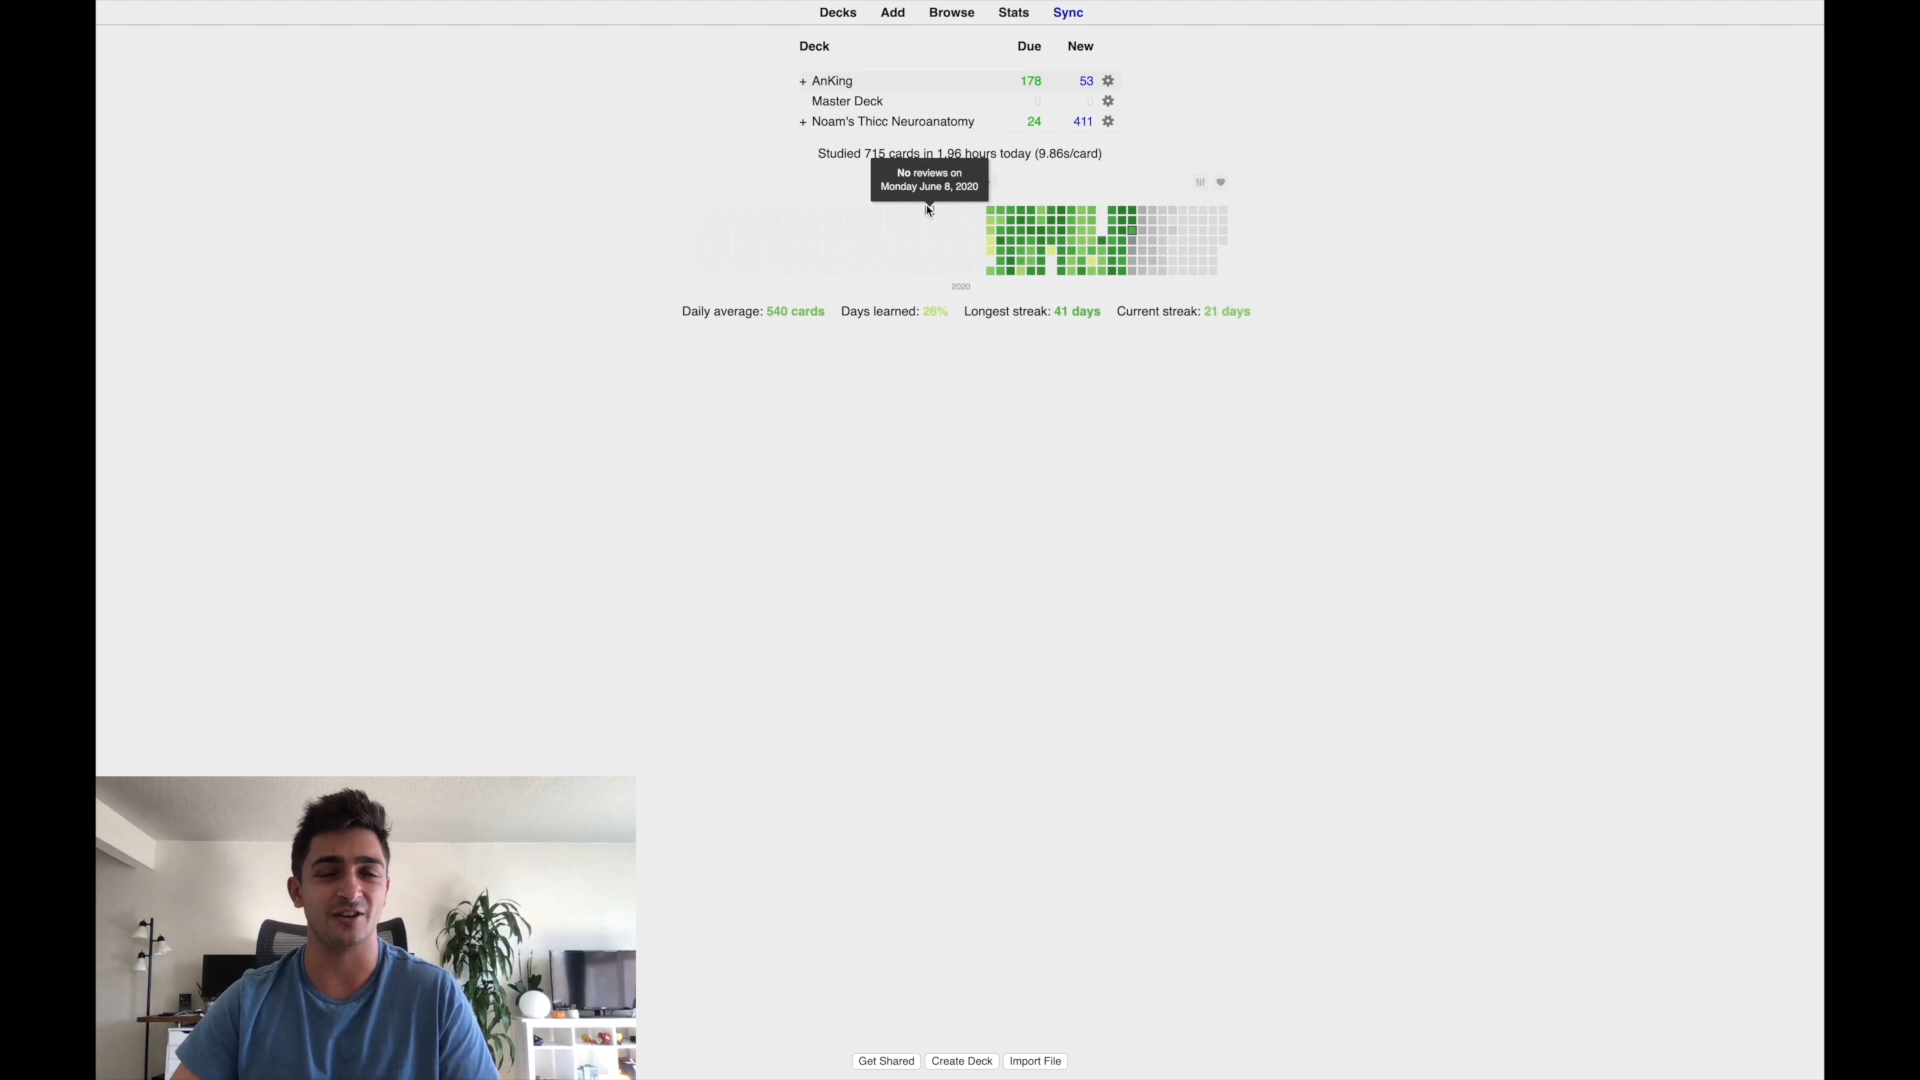 Decks Add Browse Stats Sync
Deck Due New
+ AnKing 178 53
Master Deck 0 0
+ Noam's Thicc Neuroanatomy 24 411
Studied 715 cards in 1.96 hours today (9.86s/card)
No reviews on
Monday June 8, 2020
2020
Daily average: 540 cards Days learned: 26% Longest streak: 41 days Current streak: 21 days
Get Shared Create Deck Import File